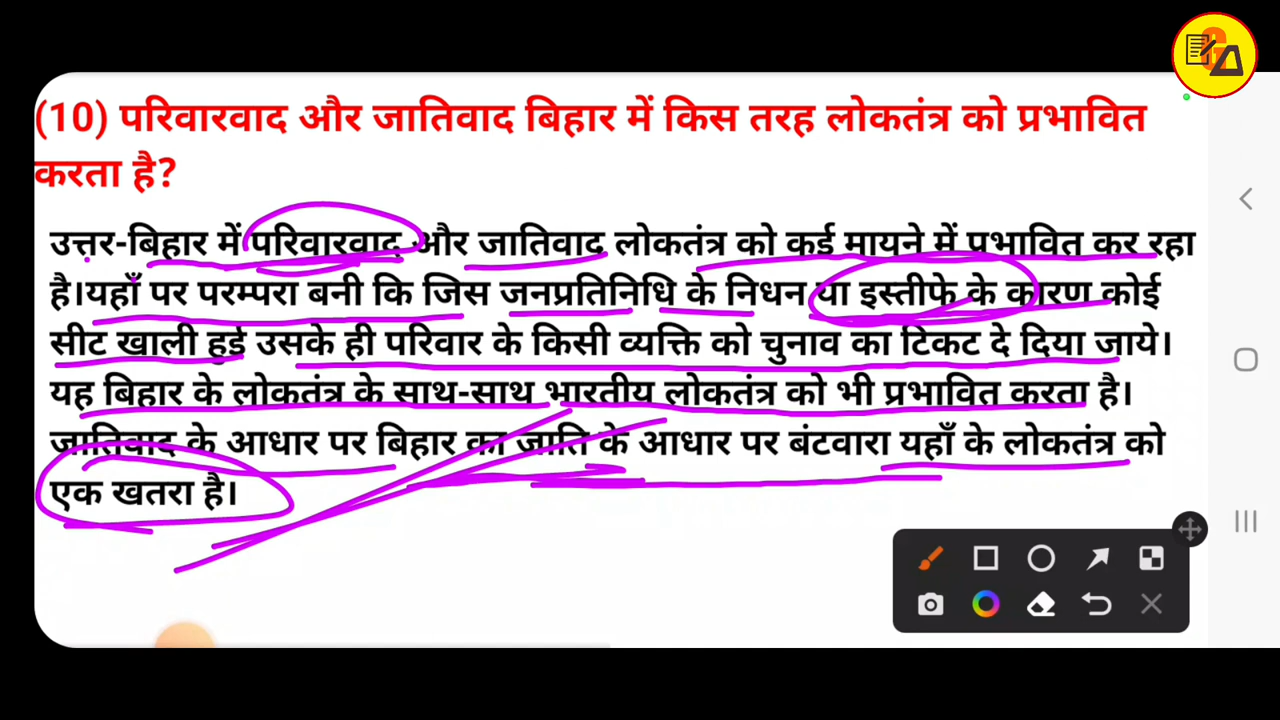 (10) परिवारवाद और जातिवाद बिहार में किस तरह लोकतंत्र को प्रभावित
करता है?
उत्तर-बिहार में परिवारवाद और जातिवाद लोकतंत्र को कई मायने में प्रभावित कर रहा
है।यहाँ पर परम्परा बनी कि जिस जनप्रतिनिधि के निधन या इस्तीफे के कारण कोई
सीट खाली हुई उसके ही परिवार के किसी व्यक्ति को चुनाव का टिकट दे दिया जाये।
यह बिहार के लोकतंत्र के साथ-साथ भारतीय लोकतंत्र को भी प्रभावित करता है।
जातिवाद के आधार पर बिहार का जाति के आधार पर बंटवारा यहाँ के लोकतंत्र को
एक खतरा है।